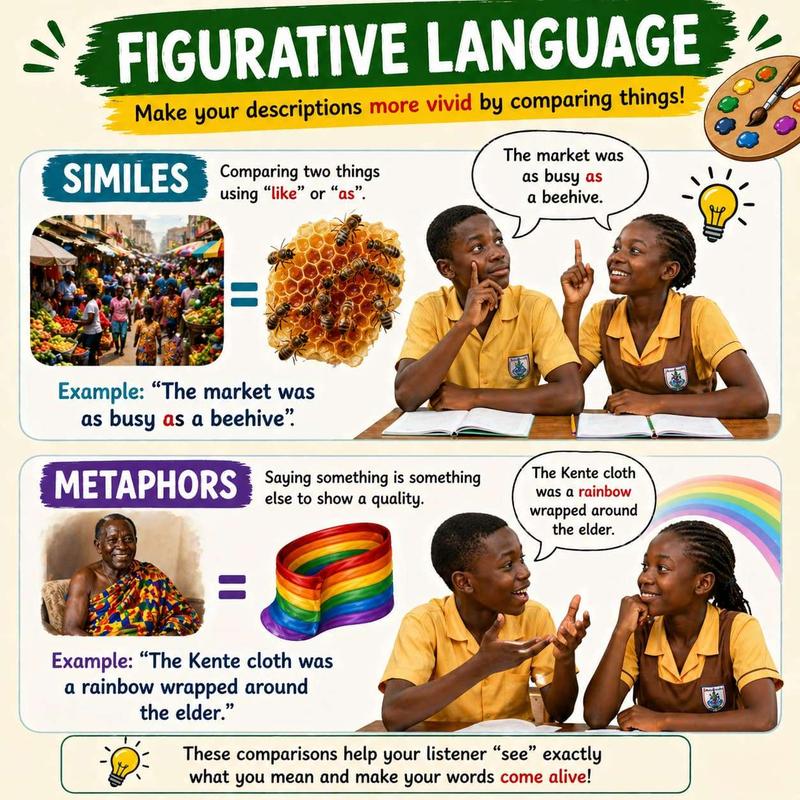 FIGURATIVE LANGUAGE
Make your descriptions more vivid by comparing things!
SIMILES
Comparing two things
using “like” or “as”.
The market was
as busy as
a beehive.
Example: “The market was
as busy as a beehive”.
METAPHORS
Saying something is something
else to show a quality.
The Kente cloth
was a rainbow
wrapped around
the elder.
Example: “The Kente cloth was
a rainbow wrapped around
the elder.”
These comparisons help your listener “see” exactly
what you mean and make your words come alive!